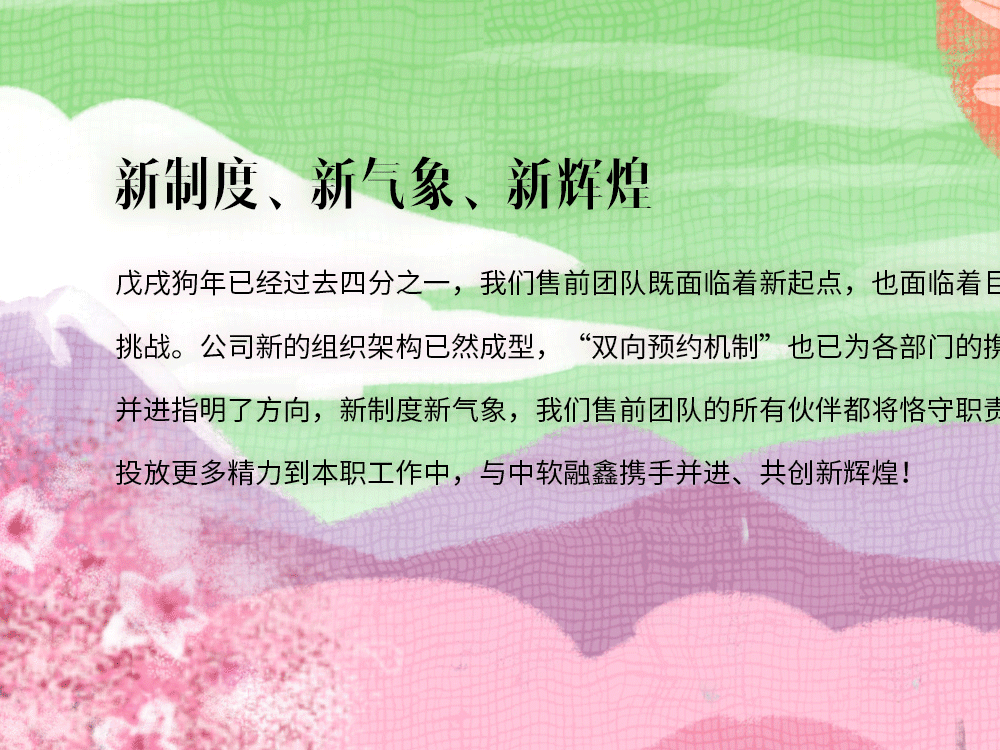 新制度、新气象、新辉煌
戊戌狗年已经过去四分之一，我们售前团队既面临着新起点，也面临着
挑战。公司新的组织架构已然成型，“双向预约机制”也已为各部门的携
并进指明了方向，新制度新气象，我们售前团队的所有伙伴都将恪守职责
投放更多精力到本职工作中，与中软融鑫携手并进、共创新辉煌！